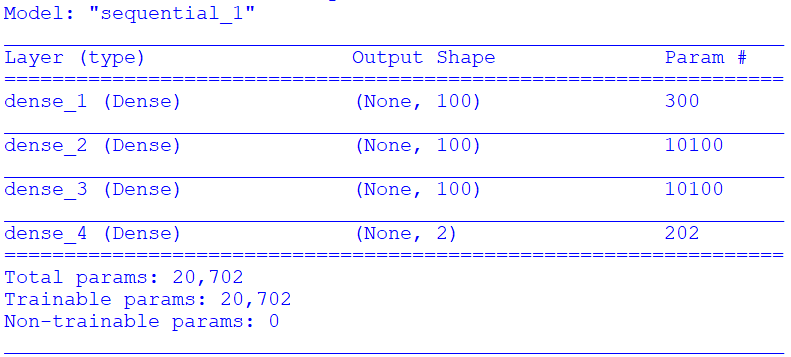 Model: "sequential_1"
Layer (type) Output Shape Param #
dense_1 (Dense) (None, 100) 300
dense_2 (Dense) (None, 100) 10100
dense_3 (Dense) (None, 100) 10100
dense_4 (Dense) (None, 2) 202
Total params: 20,702
Trainable params: 20,702
Non-trainable params: 0